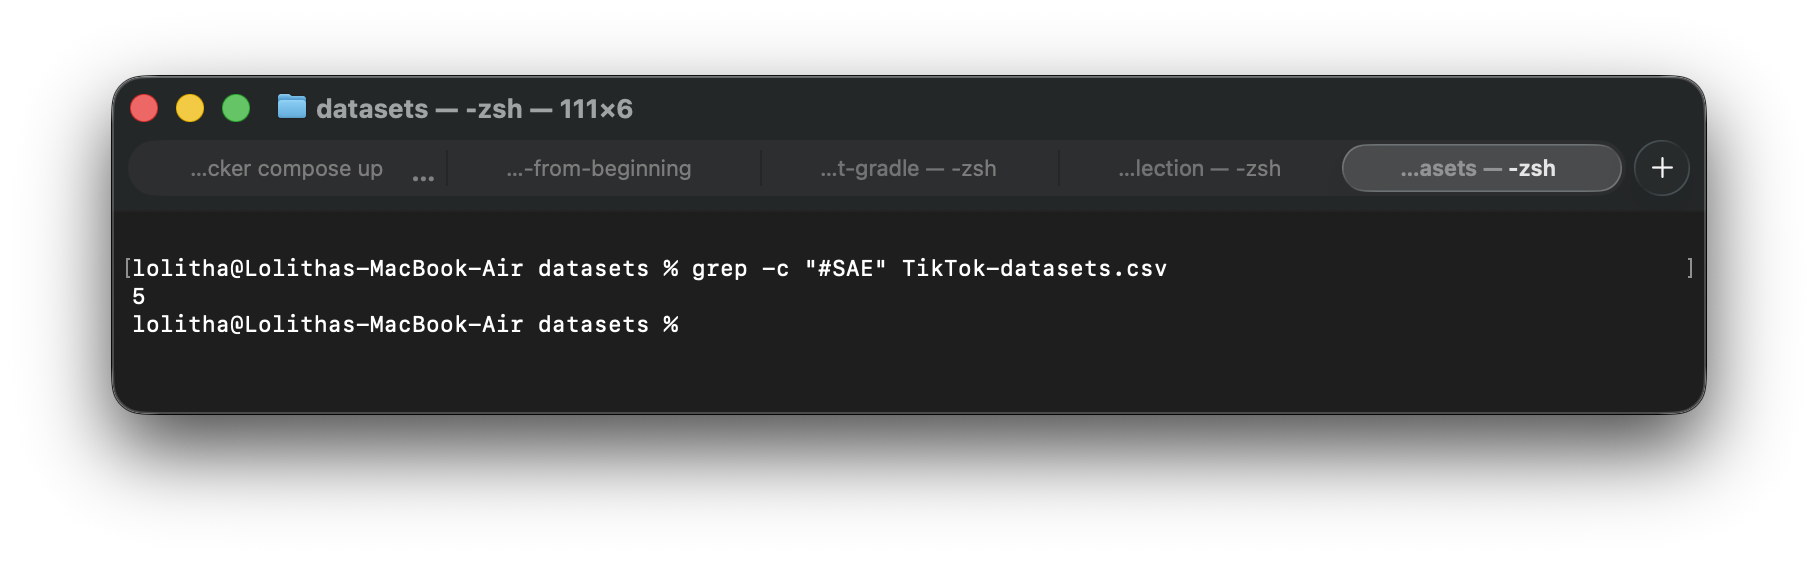 datasets — -zsh — 111×6
...cker compose up ... ...-from-beginning ...t-gradle — -zsh ...lection — -zsh ...asets — -zsh +
[lolitha@Lolithas-MacBook-Air datasets % grep -c "#SAE" TikTok-datasets.csv ]
5
lolitha@Lolithas-MacBook-Air datasets %